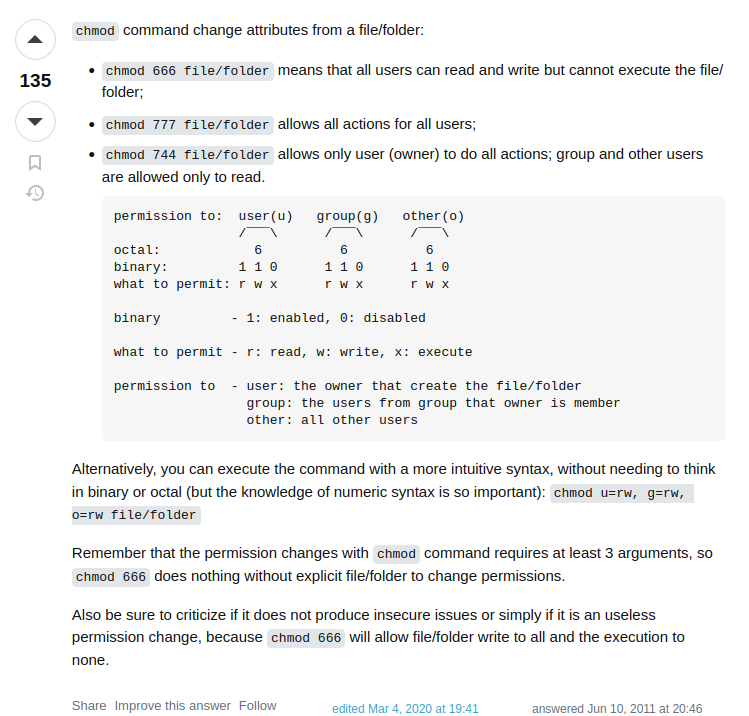 chmod command change attributes from a file/folder:
135
• chmod 666 file/folder means that all users can read and write but cannot execute the file/
folder;
• chmod 777 file/folder allows all actions for all users;
• chmod 744 file/folder allows only user (owner) to do all actions; group and other users
are allowed only to read.
permission to:  user(u)   group(g)   other(o)
                /¯¯¯\      /¯¯¯\      /¯¯¯\
octal:            6          6          6
binary:         1 1 0      1 1 0      1 1 0
what to permit: r w x      r w x      r w x
binary         - 1: enabled, 0: disabled
what to permit - r: read, w: write, x: execute
permission to  - user: the owner that create the file/folder
                 group: the users from group that owner is member
                 other: all other users
Alternatively, you can execute the command with a more intuitive syntax, without needing to think
in binary or octal (but the knowledge of numeric syntax is so important): chmod u=rw, g=rw,
o=rw file/folder
Remember that the permission changes with chmod command requires at least 3 arguments, so
chmod 666 does nothing without explicit file/folder to change permissions.
Also be sure to criticize if it does not produce insecure issues or simply if it is an useless
permission change, because chmod 666 will allow file/folder write to all and the execution to
none.
Share Improve this answer Follow edited Mar 4, 2020 at 19:41 answered Jun 10, 2011 at 20:46